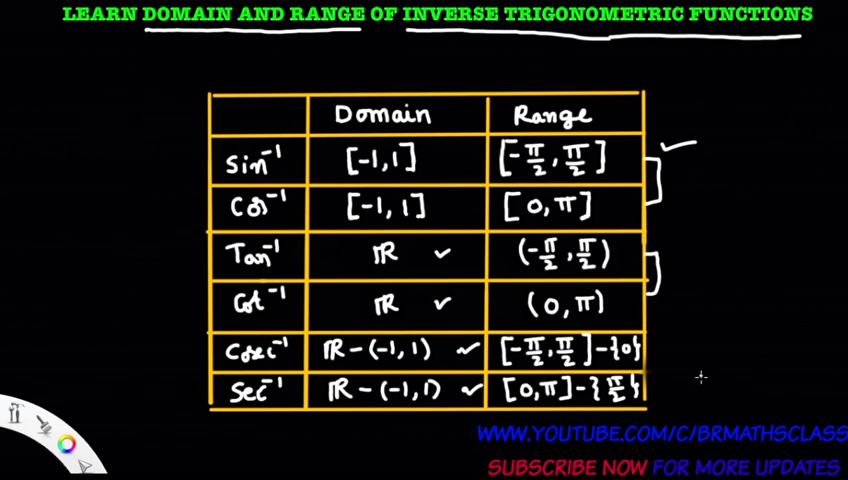 LEARN DOMAIN AND RANGE OF INVERSE TRIGONOMETRIC FUNCTIONS
Domain Range
Sin⁻¹ [-1,1] [-π/2, π/2]
Cos⁻¹ [-1, 1] [0, π]
Tan⁻¹ ℝ (-π/2, π/2)
Cot⁻¹ ℝ (0, π)
Cosec⁻¹ ℝ-(-1, 1) [-π/2, π/2]-{0}
Sec⁻¹ ℝ-(-1,1) [0,π]-{π/2}
WWW.YOUTUBE.COM/C/BRMATHSCLASS
SUBSCRIBE NOW FOR MORE UPDATES